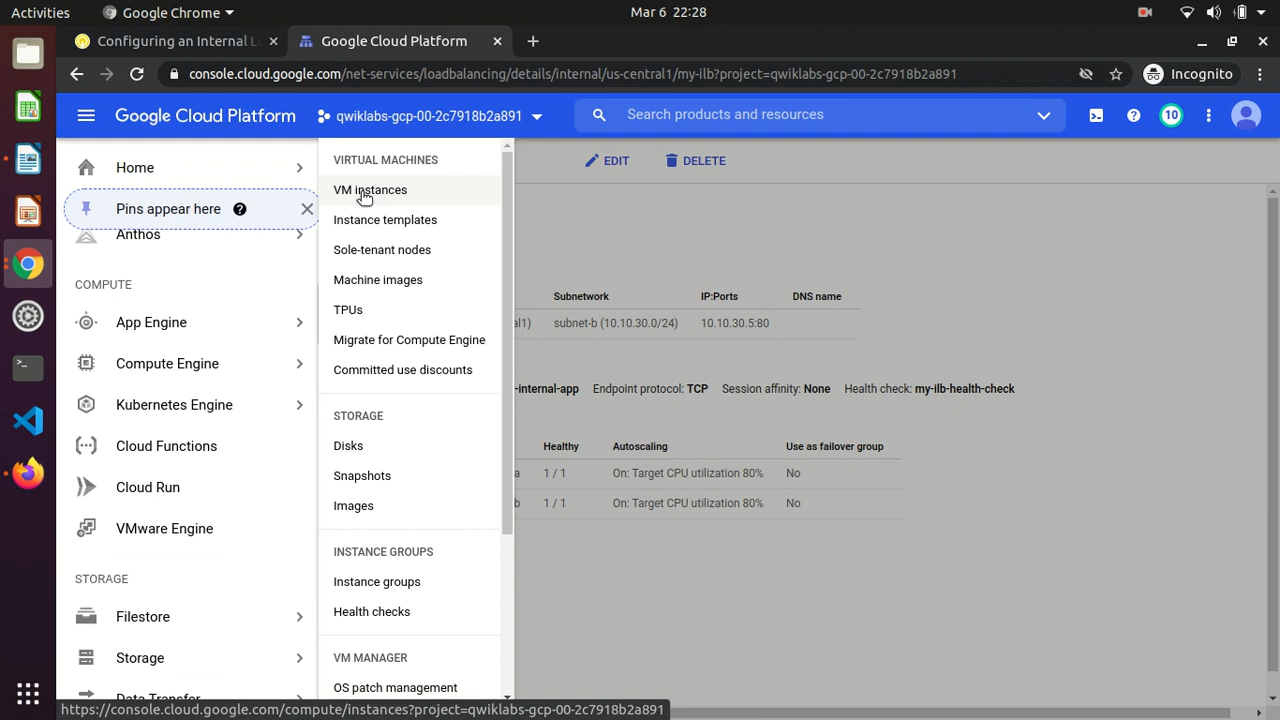 Activities
Google Chrome
Mar 6 22:28
Configuring an Internal L
Google Cloud Platform
console.cloud.google.com/net-services/loadbalancing/details/internal/us-central1/my-ilb?project=qwiklabs-gcp-00-2c7918b2a891
Incognito
Google Cloud Platform
qwiklabs-gcp-00-2c7918b2a891
Search products and resources
10
Home
Pins appear here
Anthos
COMPUTE
App Engine
Compute Engine
Kubernetes Engine
Cloud Functions
Cloud Run
VMware Engine
STORAGE
Filestore
Storage
Data Transfer
VIRTUAL MACHINES
VM instances
Instance templates
Sole-tenant nodes
Machine images
TPUs
Migrate for Compute Engine
Committed use discounts
STORAGE
Disks
Snapshots
Images
INSTANCE GROUPS
Instance groups
Health checks
VM MANAGER
OS patch management
EDIT DELETE
Subnetwork IP:Ports DNS name
al1) subnet-b (10.10.30.0/24) 10.10.30.5:80
-internal-app Endpoint protocol: TCP Session affinity: None Health check: my-ilb-health-check
Healthy Autoscaling Use as failover group
a 1 / 1 On: Target CPU utilization 80% No
b 1 / 1 On: Target CPU utilization 80% No
https://console.cloud.google.com/compute/instances?project=qwiklabs-gcp-00-2c7918b2a891